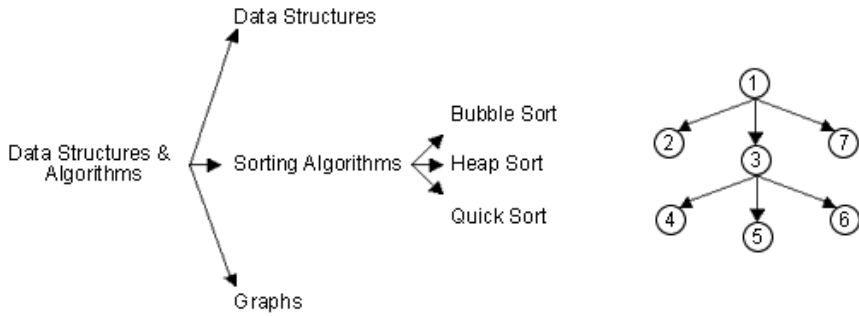 Data Structures
Data Structures &
Algorithms
Sorting Algorithms
Bubble Sort
Heap Sort
Quick Sort
Graphs
1
2
3
7
4
5
6